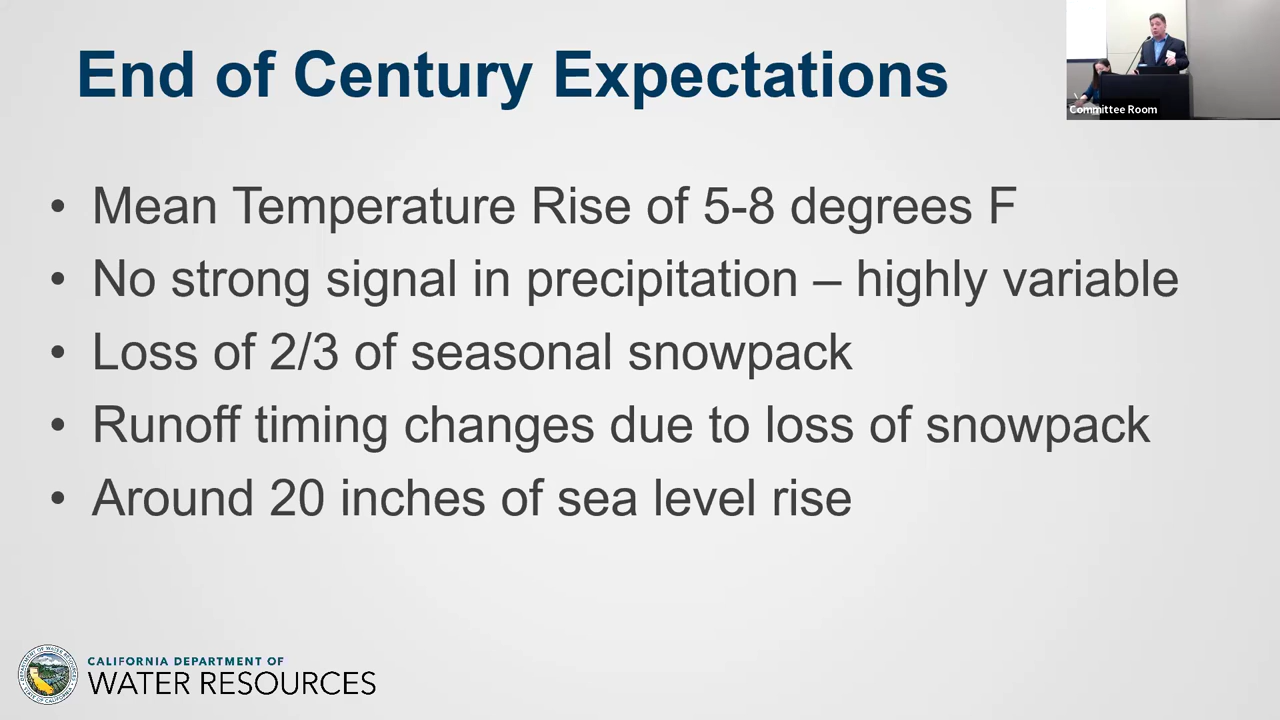 End of Century Expectations
Committee Room
• Mean Temperature Rise of 5-8 degrees F
• No strong signal in precipitation – highly variable
• Loss of 2/3 of seasonal snowpack
• Runoff timing changes due to loss of snowpack
• Around 20 inches of sea level rise
CALIFORNIA DEPARTMENT OF
WATER RESOURCES